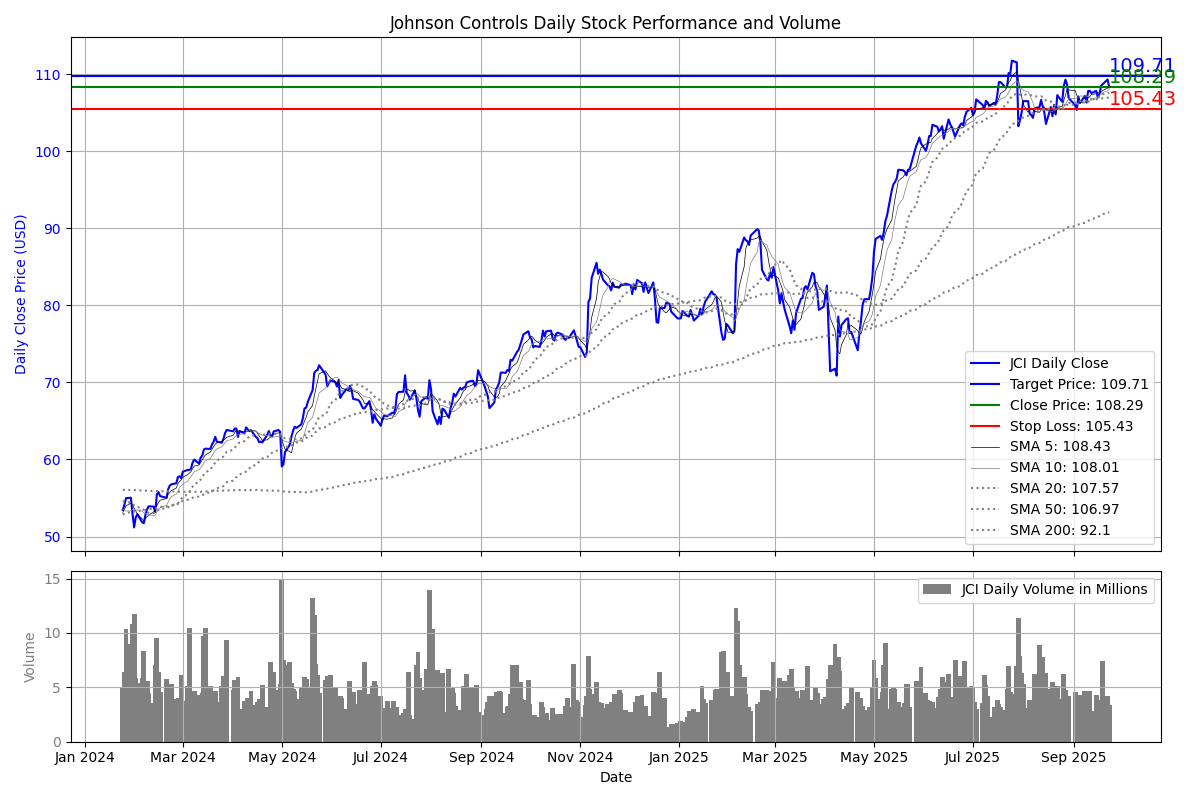 Johnson Controls Daily Stock Performance and Volume
Daily Close Price (USD)
110
100
90
80
70
60
50
109.71
108.29
105.43
JCI Daily Close
Target Price: 109.71
Close Price: 108.29
Stop Loss: 105.43
SMA 5: 108.43
SMA 10: 108.01
SMA 20: 107.57
SMA 50: 106.97
SMA 200: 92.1
Volume
15
10
5
0
JCI Daily Volume in Millions
Jan 2024 Mar 2024 May 2024 Jul 2024 Sep 2024 Nov 2024 Jan 2025 Mar 2025 May 2025 Jul 2025 Sep 2025
Date